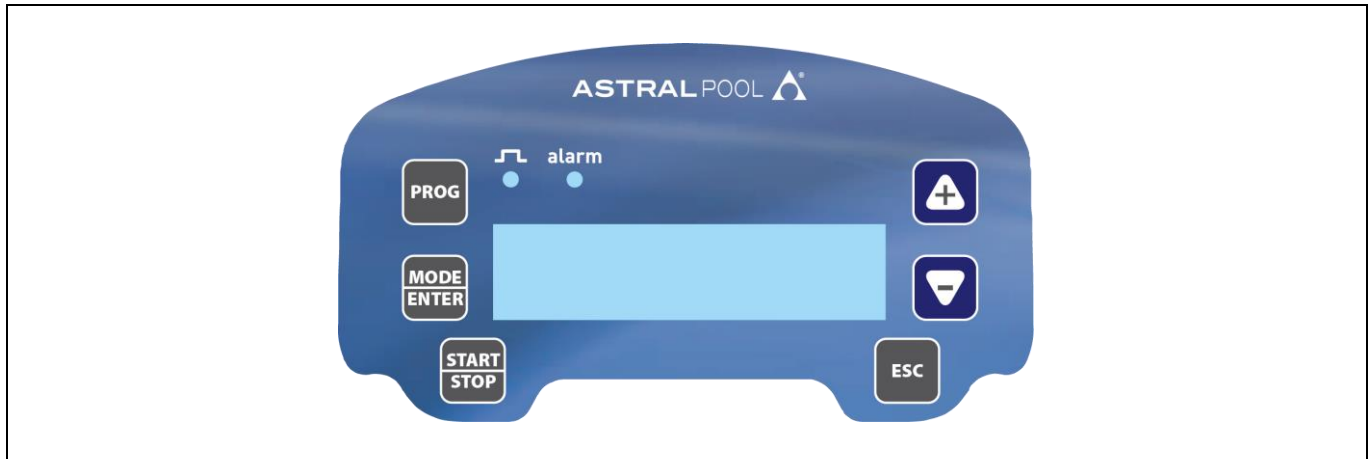 ASTRALPOOL ®
alarm
PROG
+
MODE
ENTER
-
START
STOP
ESC